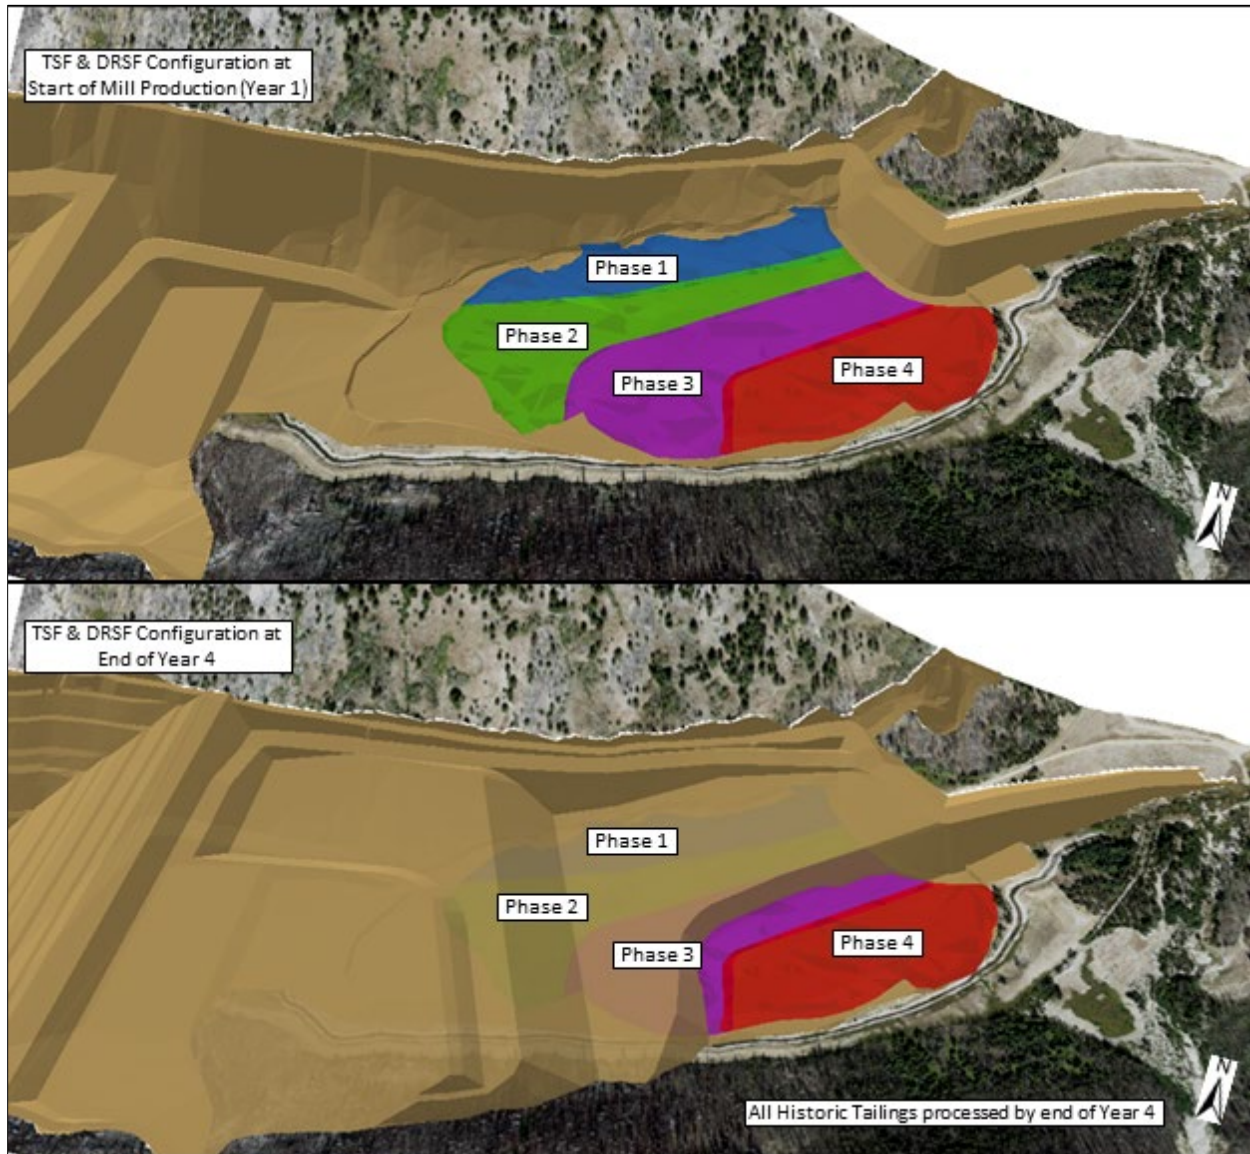 TSF & DRSF Configuration at
Start of Mill Production (Year 1)
Phase 1
Phase 2
Phase 3
Phase 4
N
TSF & DRSF Configuration at
End of Year 4
Phase 1
Phase 2
Phase 3
Phase 4
N
All Historic Tailings processed by end of Year 4